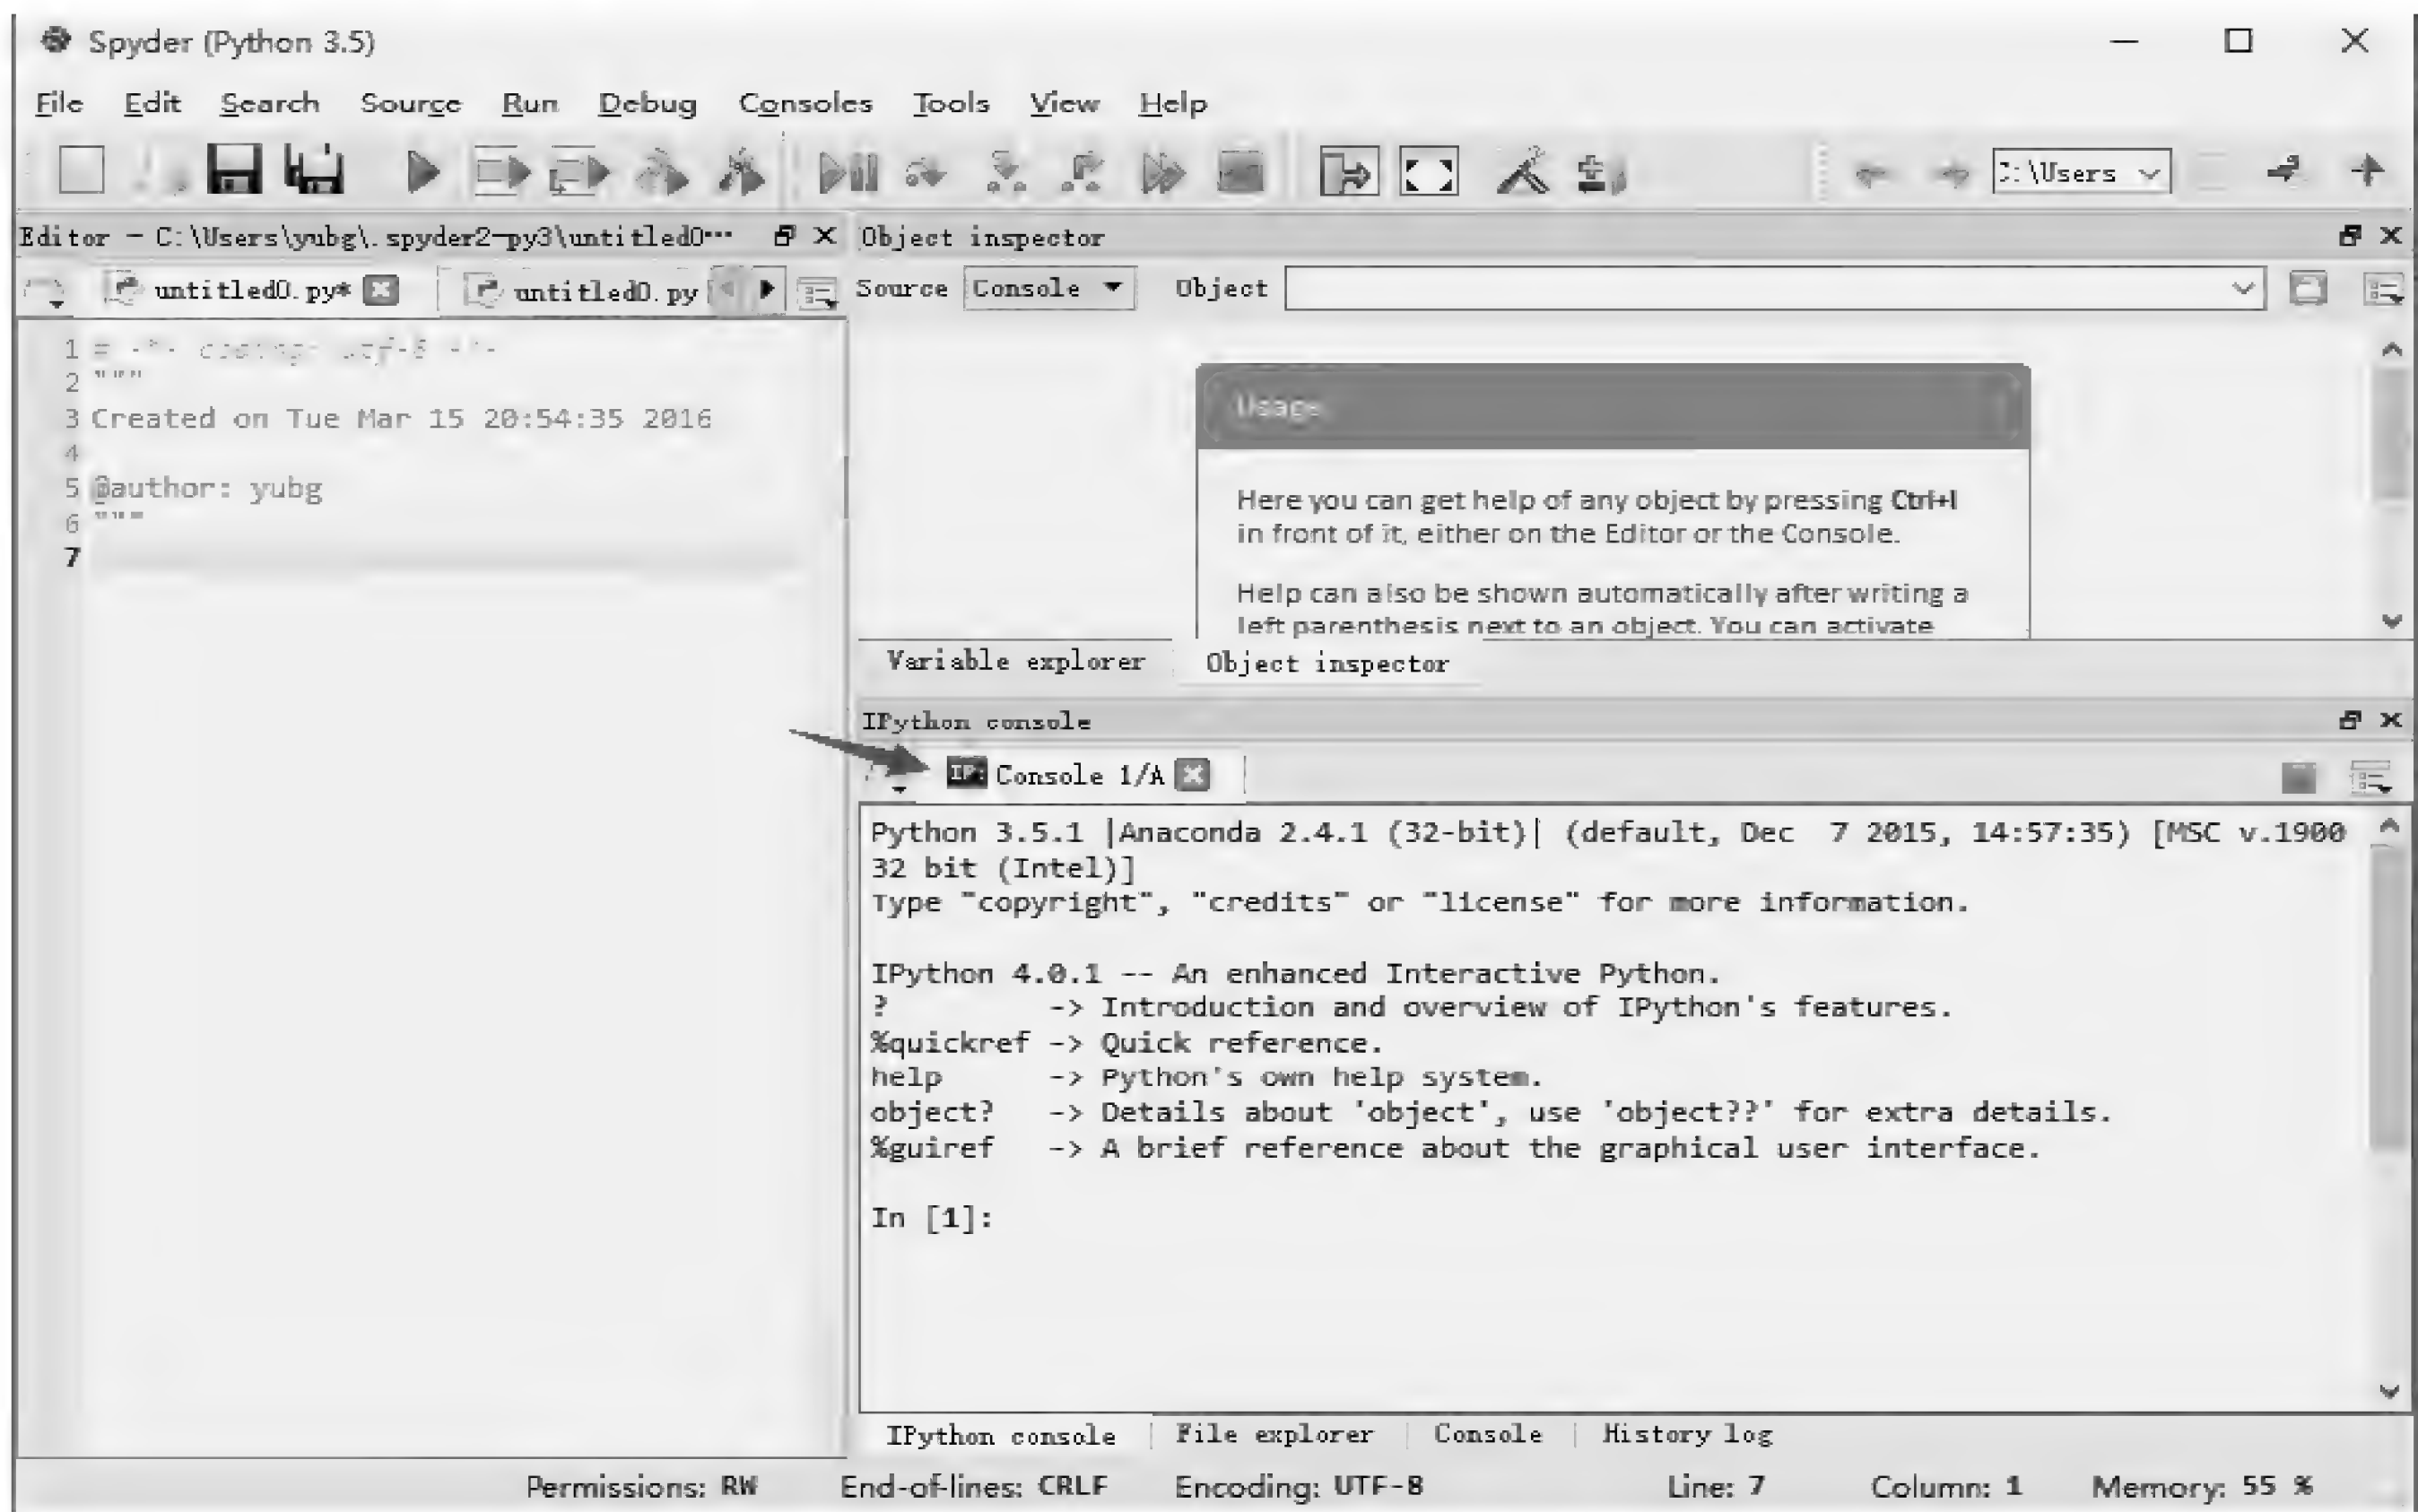 Spyder (Python 3.5)
File Edit Search Source Run Debug Consoles Tools View Help
C:\Users
Editor - C:\Users\yubg\.spyder2-py3\untitled0...
untitled0.py* untitled0.py
1 # -*- coding: utf-8 -*-
2 """
3 Created on Tue Mar 15 20:54:35 2016
4
5 @author: yubg
6 """
7
Object inspector
Source Console Object
Usage
Here you can get help of any object by pressing Ctrl+I
in front of it, either on the Editor or the Console.
Help can also be shown automatically after writing a
left parenthesis next to an object. You can activate
Variable explorer Object inspector
IPython console
IP: Console 1/A
Python 3.5.1 |Anaconda 2.4.1 (32-bit)| (default, Dec  7 2015, 14:57:35) [MSC v.1900
32 bit (Intel)]
Type "copyright", "credits" or "license" for more information.
IPython 4.0.1 -- An enhanced Interactive Python.
?         -> Introduction and overview of IPython's features.
%quickref -> Quick reference.
help      -> Python's own help system.
object?   -> Details about 'object', use 'object??' for extra details.
%guiref   -> A brief reference about the graphical user interface.
In [1]:
IPython console File explorer Console History log
Permissions: RW End-of-lines: CRLF Encoding: UTF-8 Line: 7 Column: 1 Memory: 55 %